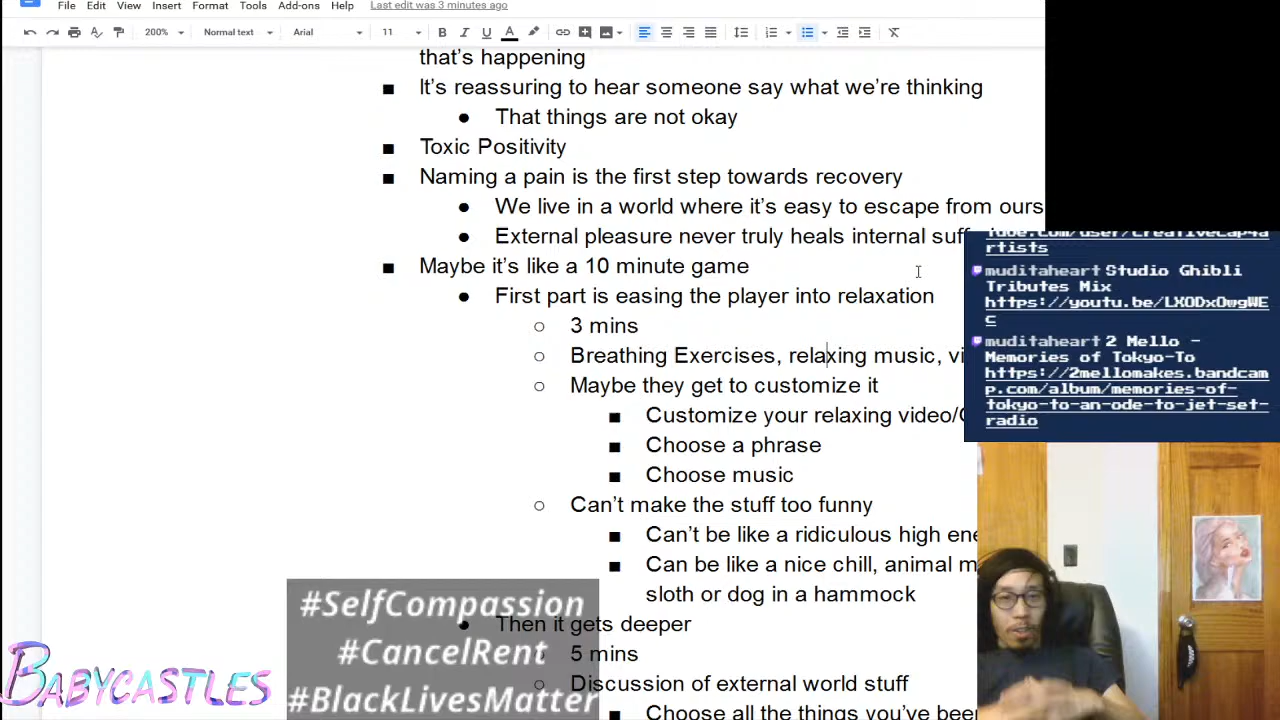 File Edit View Insert Format Tools Add-ons Help Last edit was 3 minutes ago
200% Normal text Arial 11 B I U A
that's happening
It's reassuring to hear someone say what we're thinking
That things are not okay
Toxic Positivity
Naming a pain is the first step towards recovery
We live in a world where it's easy to escape from ours
External pleasure never truly heals internal suff
Maybe it's like a 10 minute game
First part is easing the player into relaxation
3 mins
Breathing Exercises, relaxing music, vi
Maybe they get to customize it
Customize your relaxing video/
Choose a phrase
Choose music
Can't make the stuff too funny
Can't be like a ridiculous high ene
Can be like a nice chill, animal m
sloth or dog in a hammock
Then it gets deeper
5 mins
Discussion of external world stuff
Choose all the things you've been
tube.com/user/creativecap4a
rtists
muditaheart Studio Ghibli
Tributes Mix
https://youtu.be/LXODxOwgWE
c
muditaheart 2 Mello -
Memories of Tokyo-To
https://2mellomakes.bandcam
p.com/album/memories-of-
tokyo-to-an-ode-to-jet-set-
radio
#SelfCompassion
#CancelRent
#BlackLivesMatter
BABYCASTLES